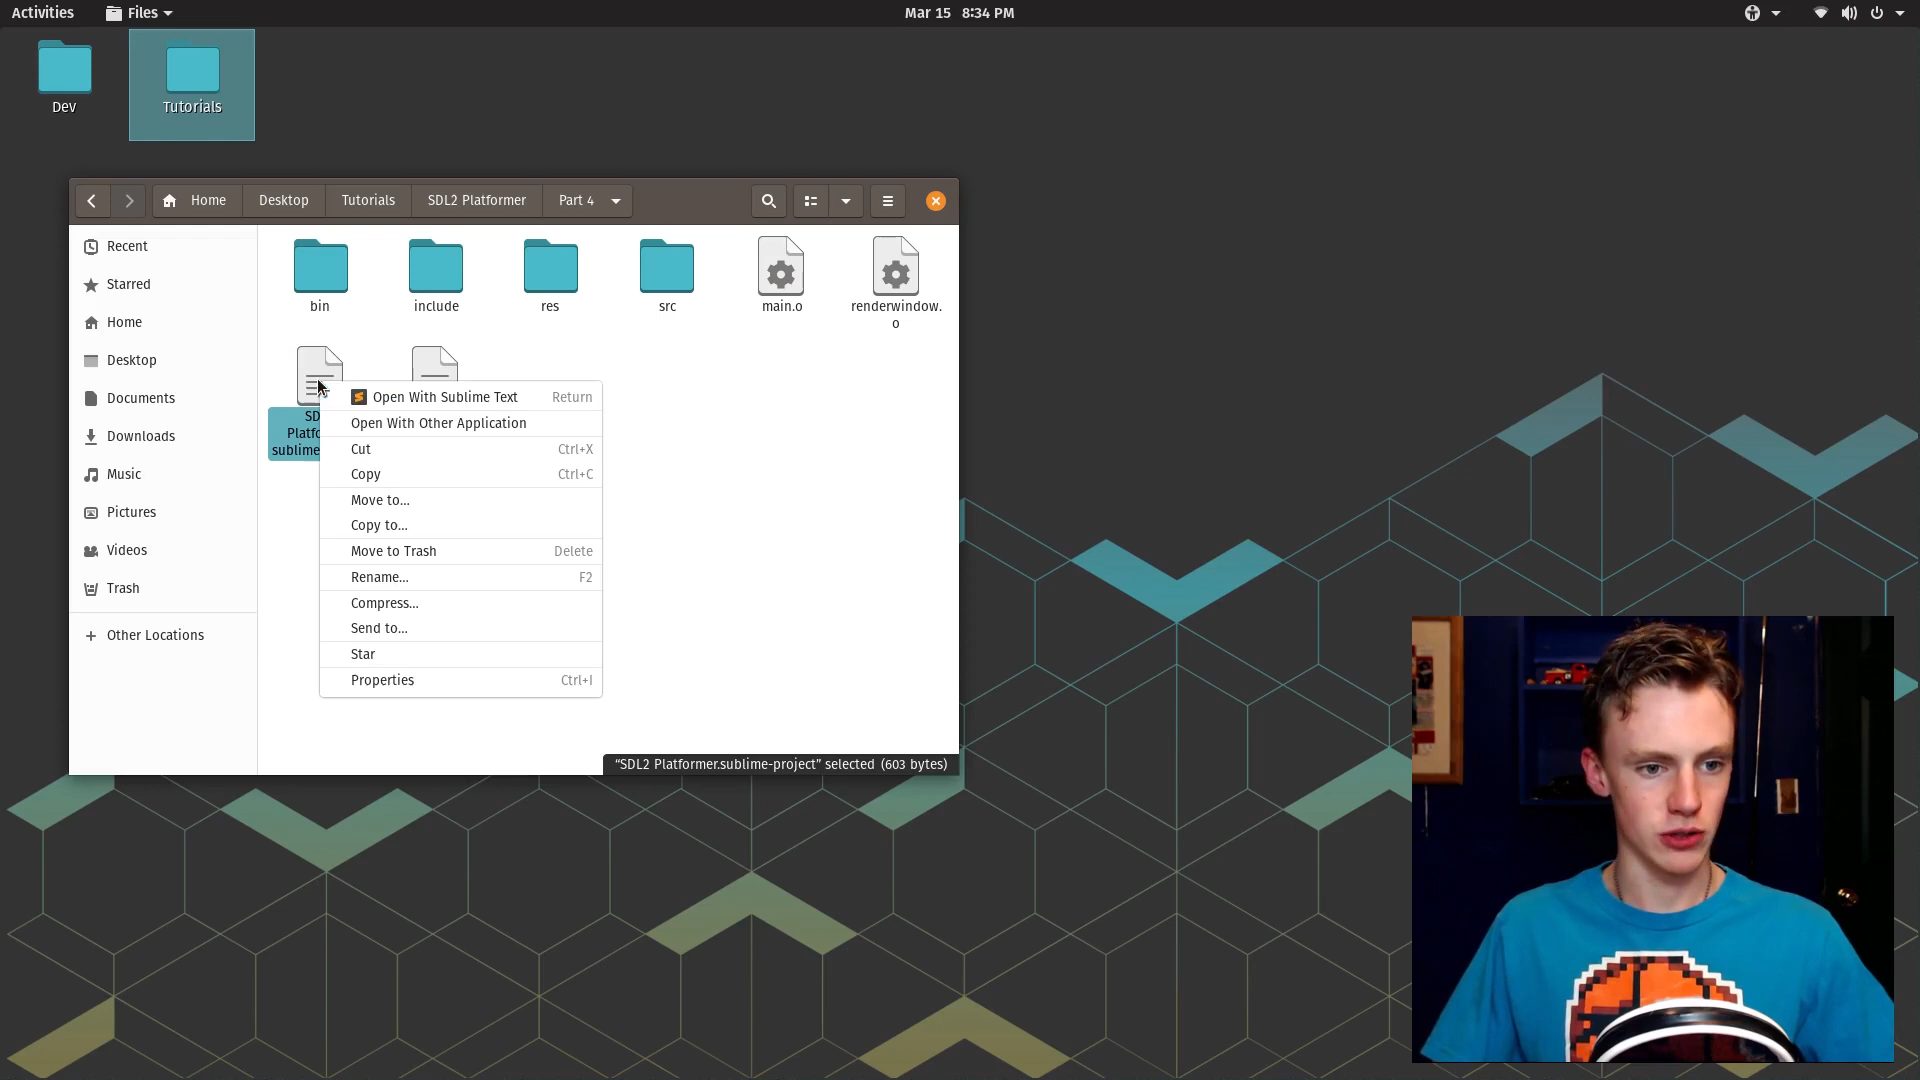 Activities
Files
Mar 15 8:34 PM
Dev
Tutorials
Home
Desktop
Tutorials
SDL2 Platformer
Part 4
Recent
Starred
Home
Desktop
Documents
Downloads
Music
Pictures
Videos
Trash
Other Locations
bin
include
res
src
main.o
renderwindow.
o
SD
Platfo
sublime
Open With Sublime Text Return
Open With Other Application
Cut Ctrl+X
Copy Ctrl+C
Move to...
Copy to...
Move to Trash Delete
Rename... F2
Compress...
Send to...
Star
Properties Ctrl+I
“SDL2 Platformer.sublime-project” selected (603 bytes)